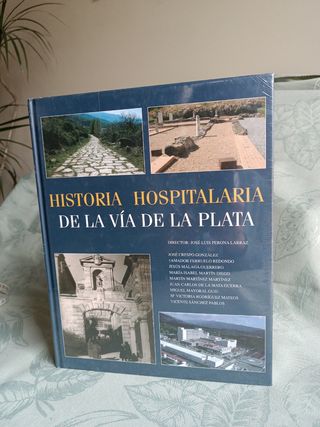 HISTORIA HOSPITALARIA
DE LA VÍA DE LA PLATA
DIRECTOR: JOSÉ LUIS PERONA LARRAZ
JOSÉ CRESPO GONZÁLEZ
AMADOR FERRUELO REDONDO
JESÚS MÁLAGA GUERRERO
MARÍA ISABEL MARTÍN DIEGO
MARTÍN MARTÍNEZ MARTÍNEZ
JUAN CARLOS DE LA MATA GUERRA
MIGUEL MAYORAL
Mª VICTORIA RODRÍGUEZ MATEOS
VICENTE SÁNCHEZ PABLOS